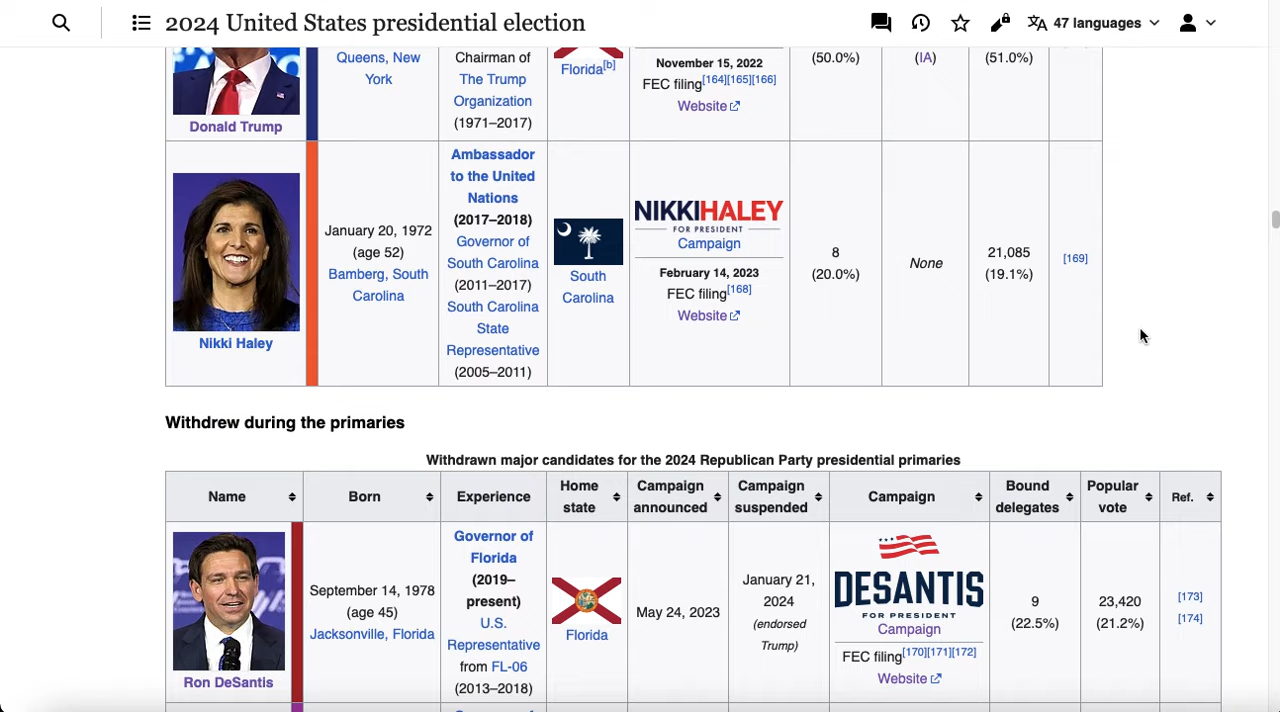 2024 United States presidential election
47 languages
Queens, New
York
Chairman of
The Trump
Organization
(1971–2017)
Florida[b]
November 15, 2022
FEC filing[164][165][166]
Website
(50.0%)
(IA)
(51.0%)
Donald Trump
Nikki Haley
January 20, 1972
(age 52)
Bamberg, South
Carolina
Ambassador
to the United
Nations
(2017–2018)
Governor of
South Carolina
(2011–2017)
South Carolina
State
Representative
(2005–2011)
South
Carolina
NIKKI HALEY
FOR PRESIDENT
Campaign
February 14, 2023
FEC filing[168]
Website
8
(20.0%)
None
21,085
(19.1%)
[169]
Withdrew during the primaries
Withdrawn major candidates for the 2024 Republican Party presidential primaries
Name
Born
Experience
Home
state
Campaign
announced
Campaign
suspended
Campaign
Bound
delegates
Popular
vote
Ref.
Ron DeSantis
September 14, 1978
(age 45)
Jacksonville, Florida
Governor of
Florida
(2019–
present)
U.S.
Representative
from FL-06
(2013–2018)
Florida
May 24, 2023
January 21,
2024
(endorsed
Trump)
DESANTIS
FOR PRESIDENT
Campaign
FEC filing[170][171][172]
Website
9
(22.5%)
23,420
(21.2%)
[173]
[174]